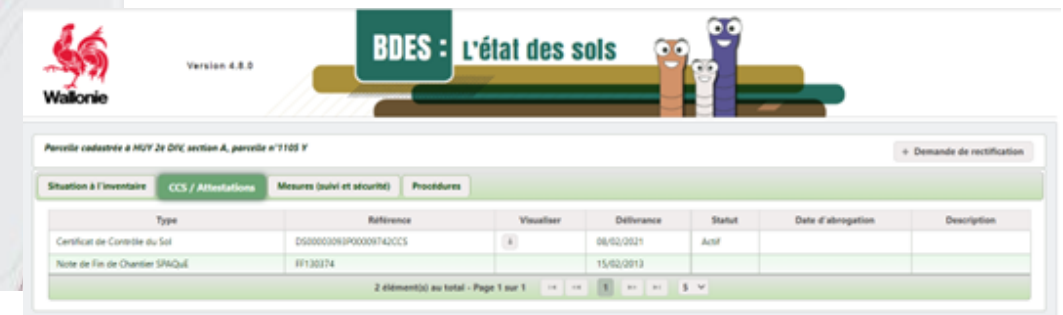 BDES : L'état des sols
Version 4.8.0
Wallonie
Parcelle cadastrée à HUY 2e DIV, section A, parcelle n°1105 Y
+ Demande de rectification
Situation à l'inventaire CCS / Attestations Mesures (suivi et sécurité) Procédures
Type Référence Visualiser Délivrance Statut Date d'abrogation Description
Certificat de Contrôle du Sol DS00003093P00009742CCS 08/02/2021 Actif
Note de Fin de Chantier SPAQuE FF130374 15/02/2013
2 élément(s) au total - Page 1 sur 1 1 5